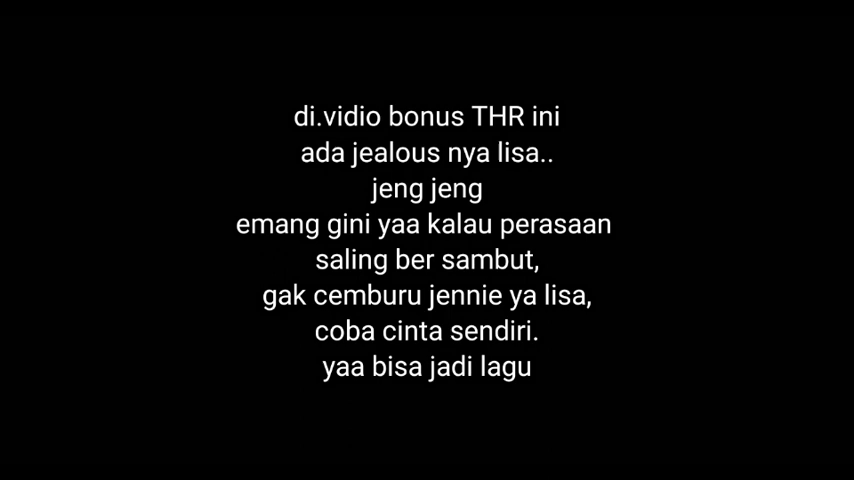 di.vidio bonus THR ini
ada jealous nya lisa..
jeng jeng
emang gini yaa kalau perasaan
saling ber sambut,
gak cemburu jennie ya lisa,
coba cinta sendiri.
yaa bisa jadi lagu